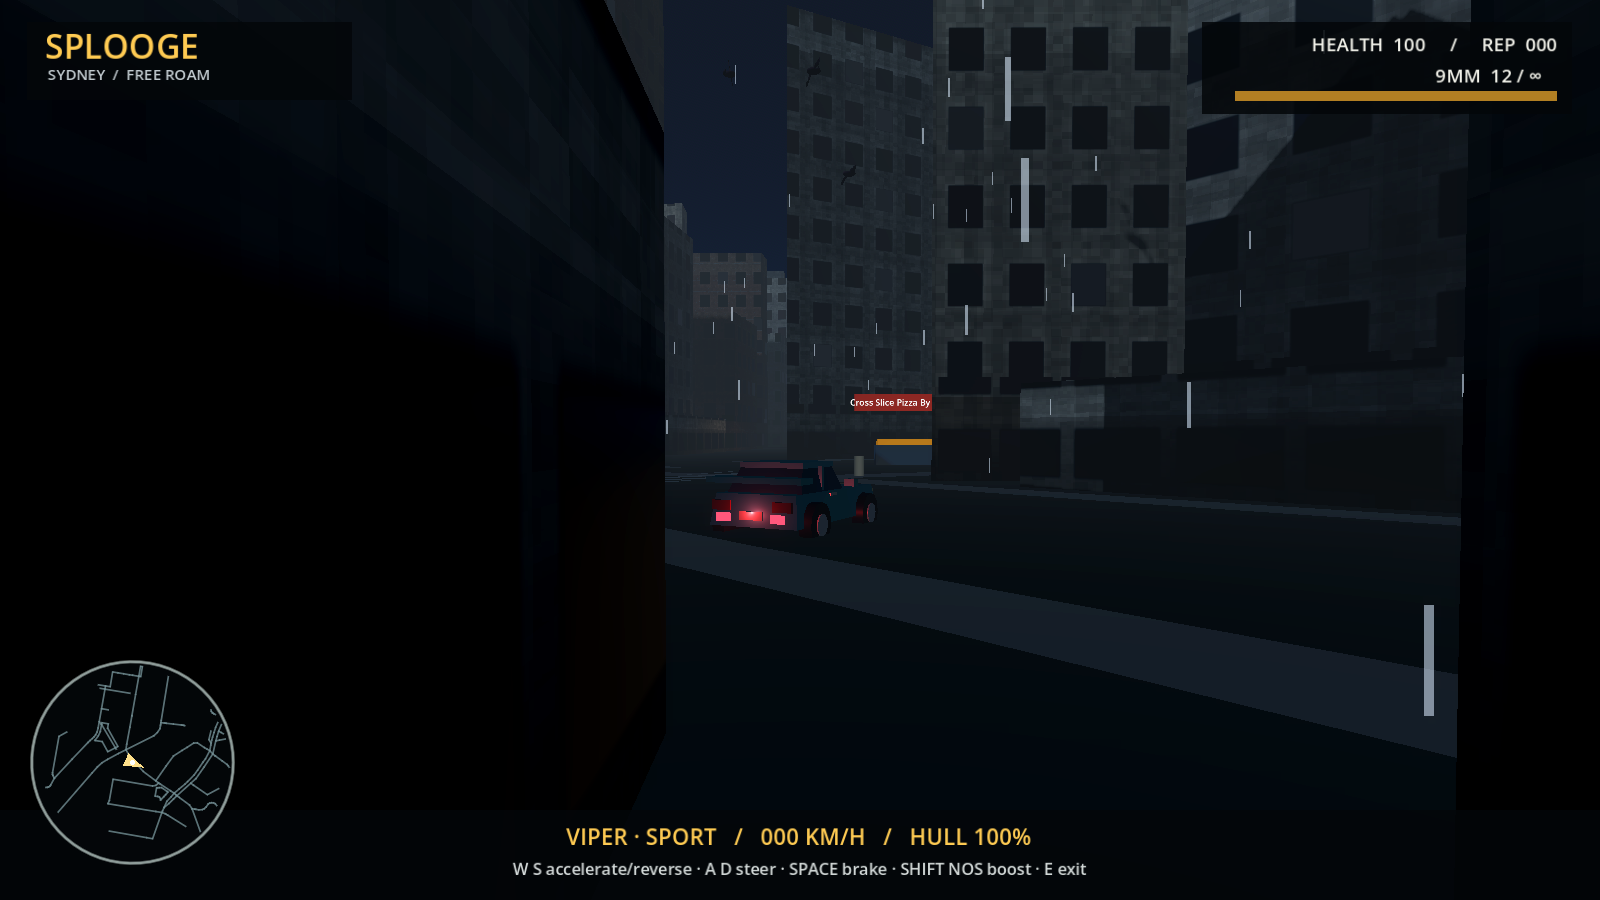 SPLOOGE
SYDNEY / FREE ROAM
HEALTH 100 / REP 000
9MM 12 / ∞
Cross Slice Pizza By
VIPER · SPORT / 000 KM/H / HULL 100%
W S accelerate/reverse · A D steer · SPACE brake · SHIFT NOS boost · E exit